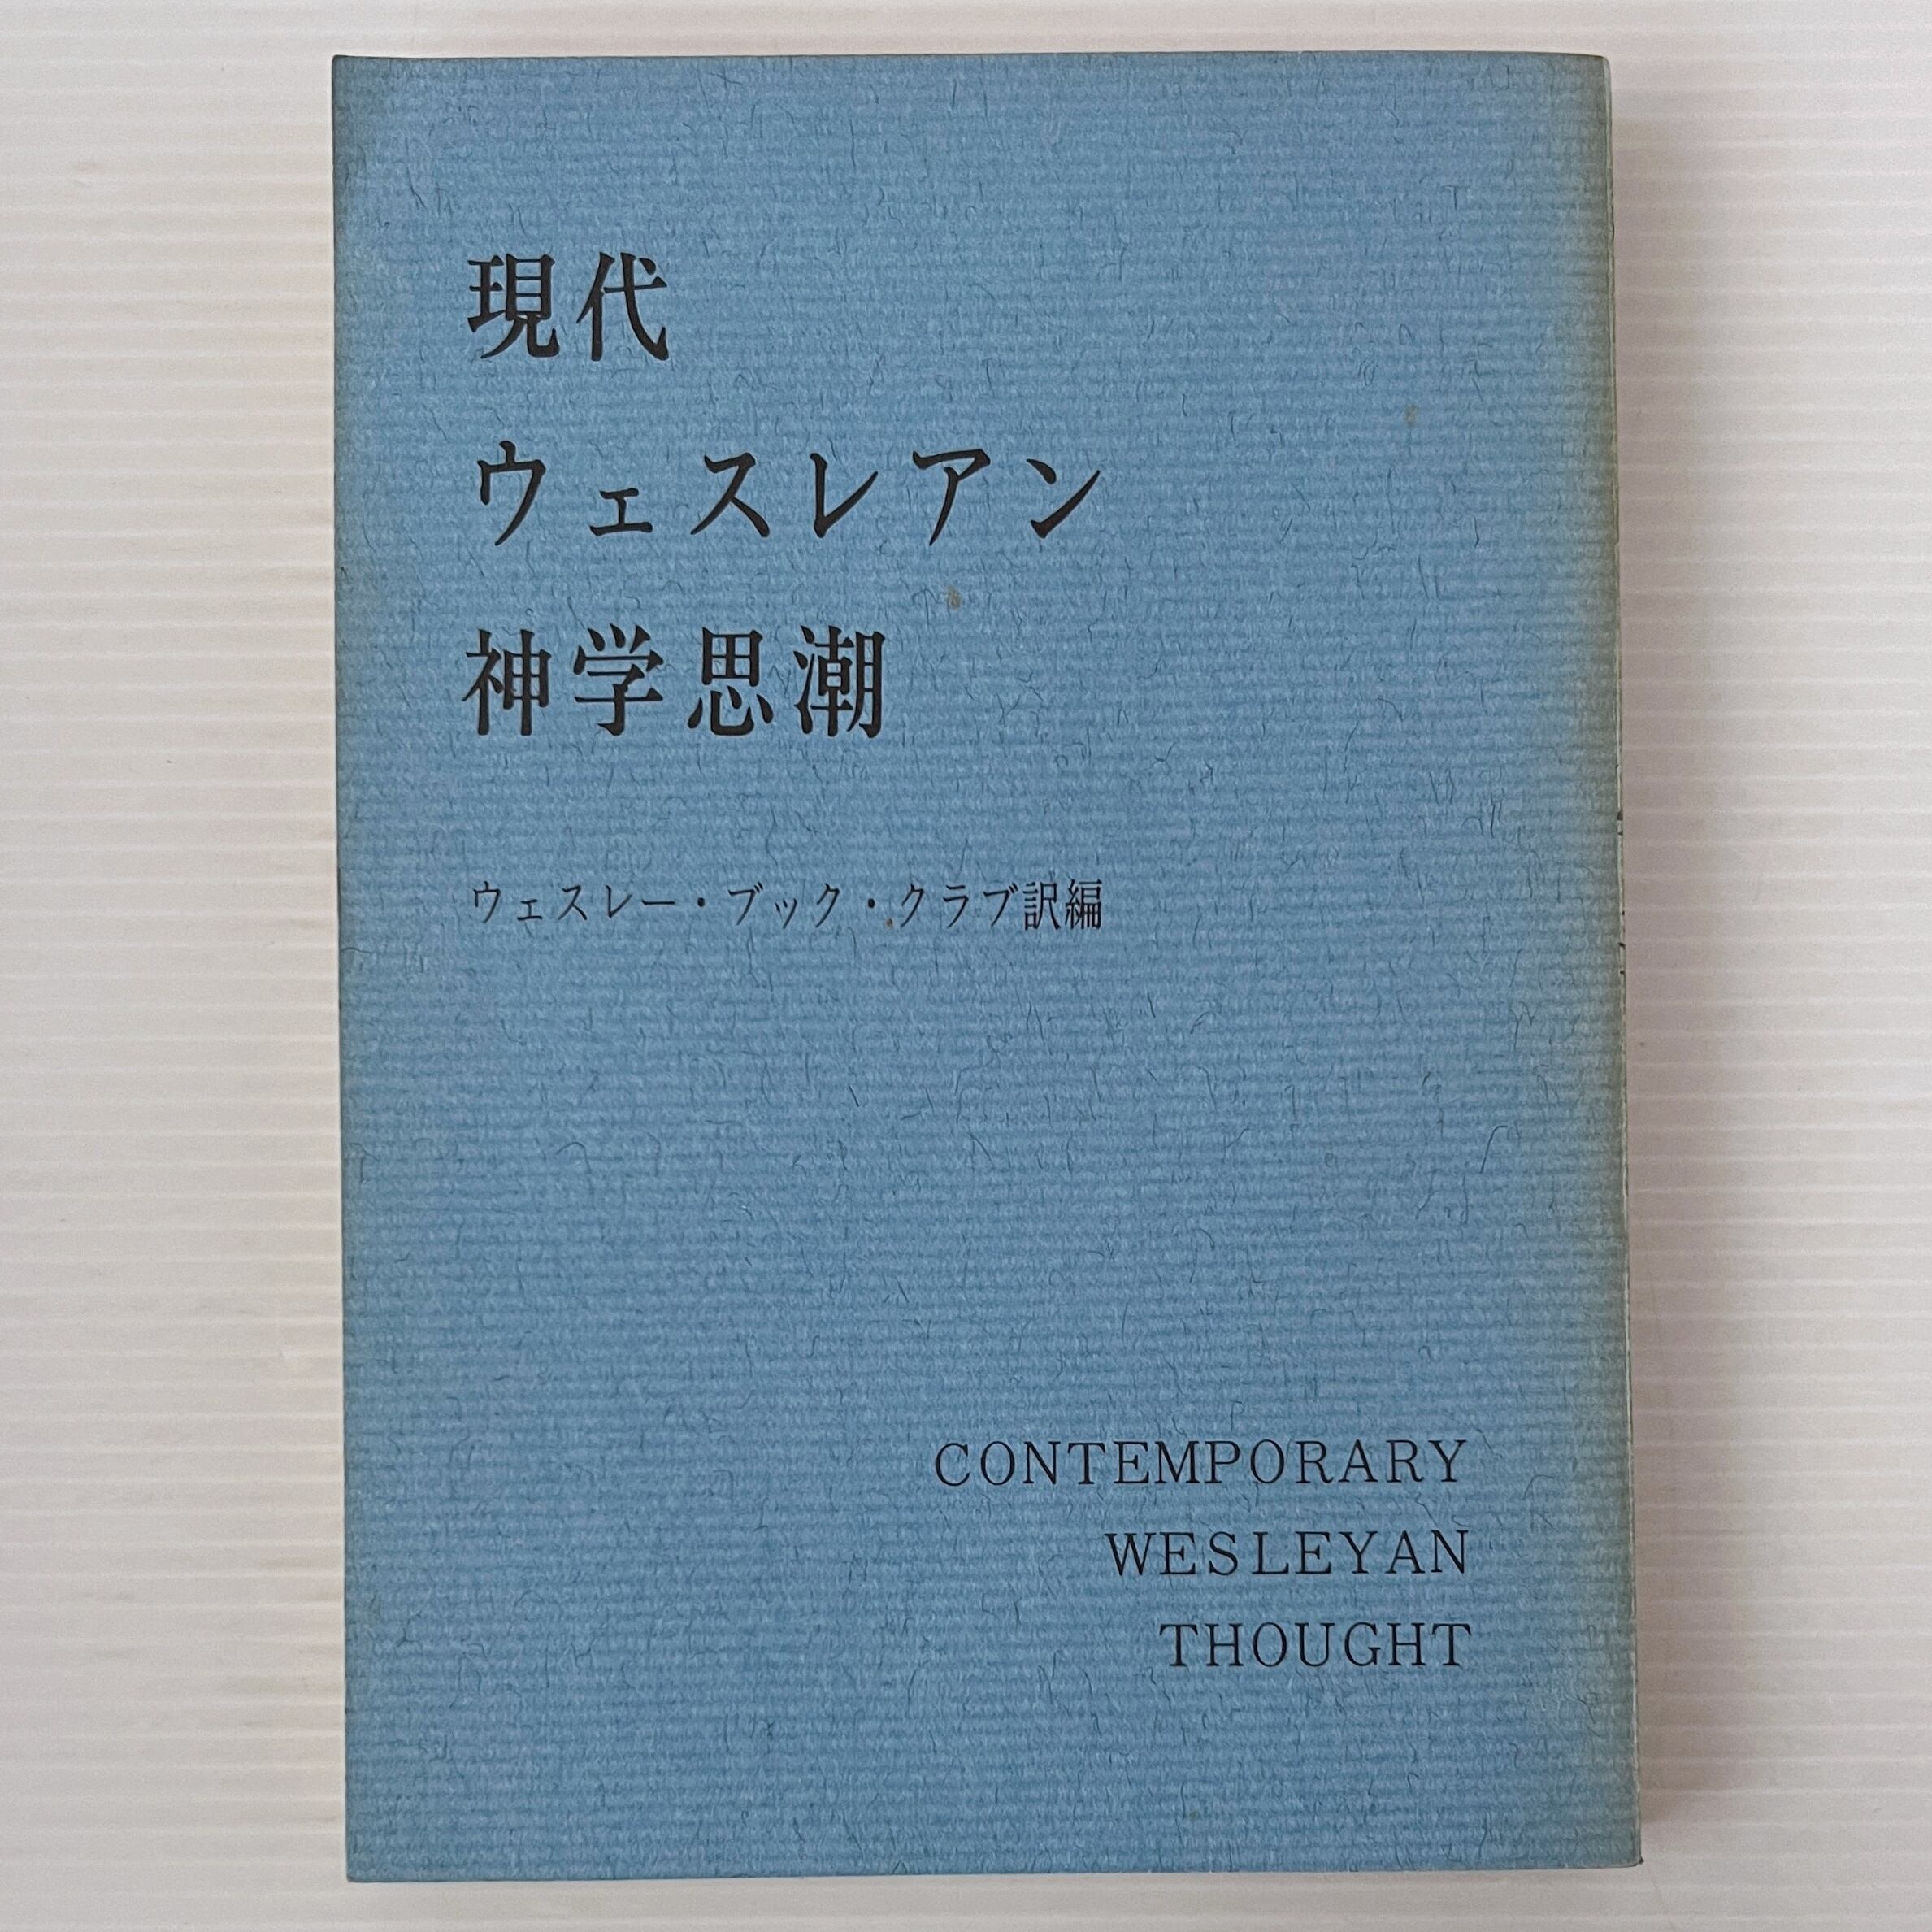 現代
ウェスレアン
神学思潮
ウェスレー・ブック・クラブ訳編
CONTEMPORARY
WESLEYAN
THOUGHT